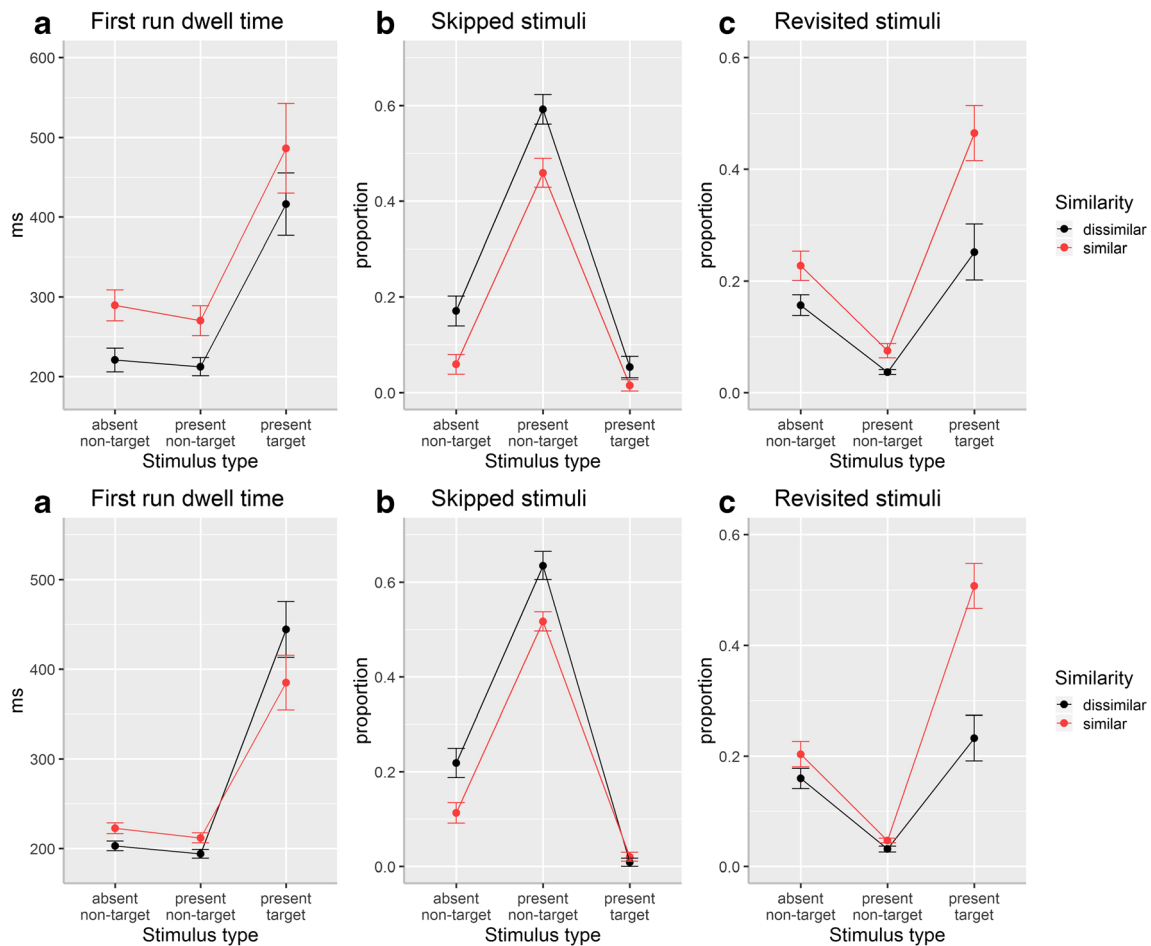 a First run dwell time
600
500
400
300
200
ms
absent non-target
present non-target
present target
Stimulus type
b Skipped stimuli
0.6
0.4
0.2
0.0
proportion
absent non-target
present non-target
present target
Stimulus type
c Revisited stimuli
0.6
0.4
0.2
0.0
proportion
absent non-target
present non-target
present target
Stimulus type
Similarity
dissimilar
similar
a First run dwell time
500
400
300
200
ms
absent non-target
present non-target
present target
Stimulus type
b Skipped stimuli
0.6
0.4
0.2
0.0
proportion
absent non-target
present non-target
present target
Stimulus type
c Revisited stimuli
0.6
0.4
0.2
0.0
proportion
absent non-target
present non-target
present target
Stimulus type
Similarity
dissimilar
similar